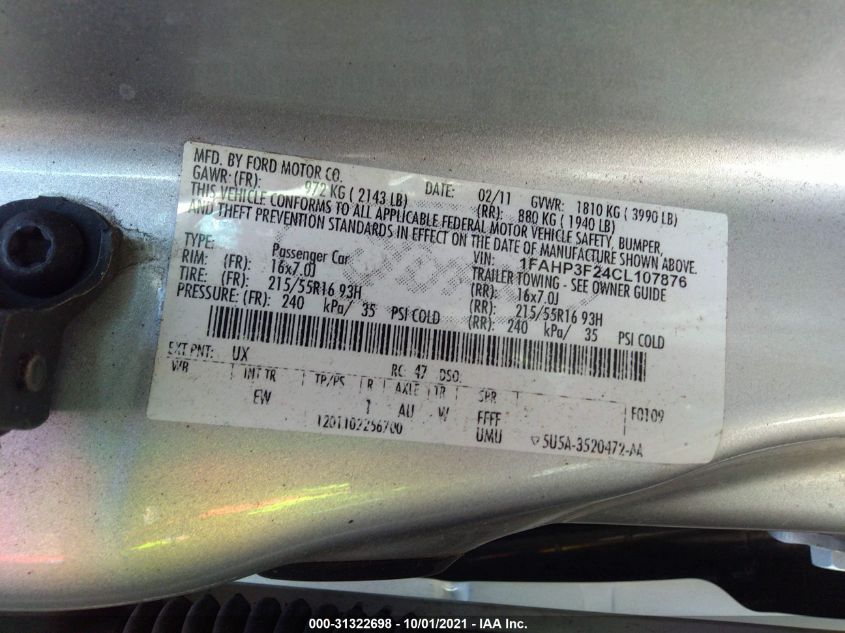 MFD. BY FORD MOTOR CO. DATE: 02/11 GVWR: 1810 KG ( 3990 LB)
GAWR: (FR): 972 KG ( 2143 LB) (RR): 880 KG ( 1940 LB)
THIS VEHICLE CONFORMS TO ALL APPLICABLE FEDERAL MOTOR VEHICLE SAFETY, BUMPER,
AND THEFT PREVENTION STANDARDS IN EFFECT ON THE DATE OF MANUFACTURE SHOWN ABOVE.
TYPE: Passenger Car VIN: 1FAHP3F24CL107876
RIM: (FR): 16x7.0J TRAILER TOWING - SEE OWNER GUIDE
(RR): 16x7.0J
TIRE: (FR): 215/55R16 93H (RR): 215/55R16 93H
PRESSURE: (FR): 240 kPa/ 35 PSI COLD (RR): 240 kPa/ 35 PSI COLD
EXT PNT: UX RC: 47 DSO:
WB INT TR TP/PS R AXLE TR SPR F0109
EW 1 AU W FFFF
1201102256700 UMU 5U5A-3520472-AA
000-31322698 - 10/01/2021 - IAA Inc.